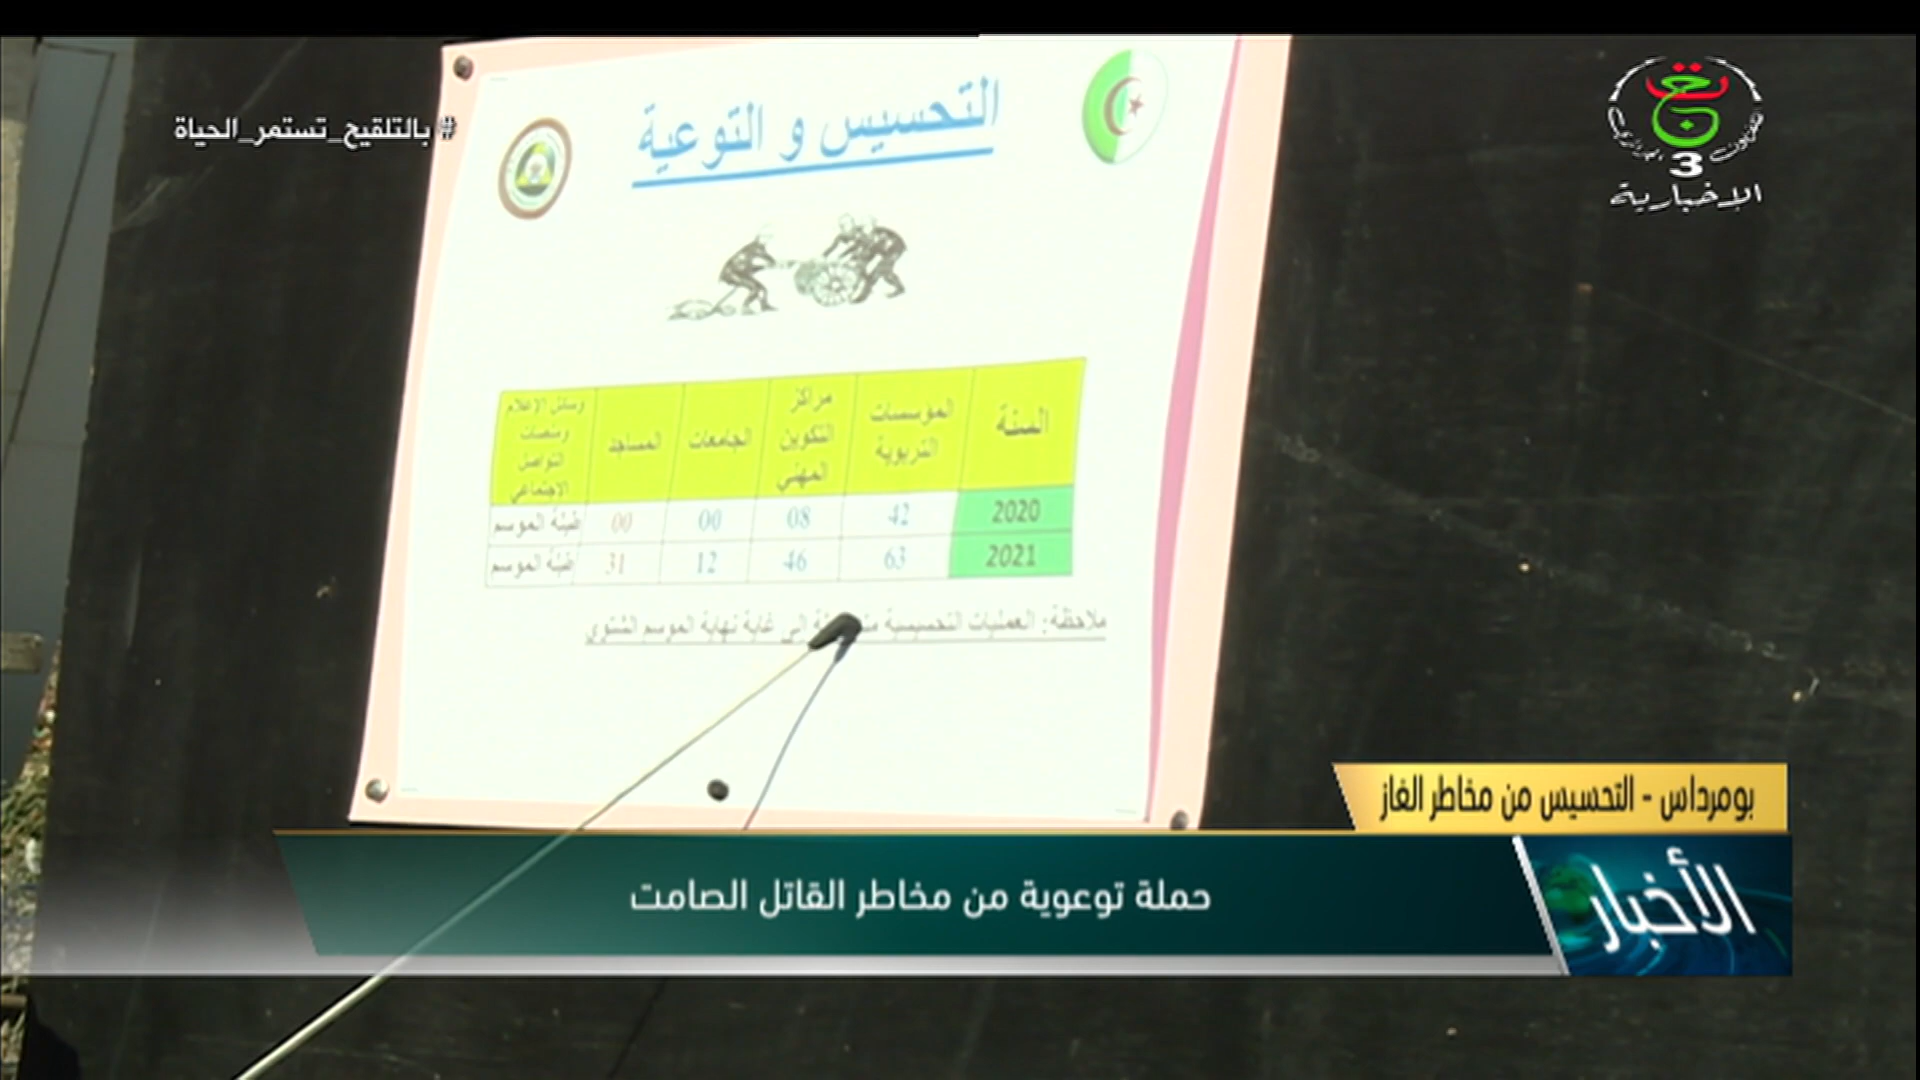 # بالتلقيح_تستمر_الحياة
3
الإخبارية
التحسيس و التوعية
السنة
المؤسسات التربوية
مراكز التكوين المهني
الجامعات
المساجد
وسائل الإعلام ومنصات التواصل الاجتماعي
2020 42 08 00 00 طيلة الموسم
2021 63 46 12 31 طيلة الموسم
ملاحظة: العمليات التحسيسية إلى غاية نهاية الموسم الشتوي
بومرداس - التحسيس من مخاطر الغاز
حملة توعوية من مخاطر القاتل الصامت
الأخبار